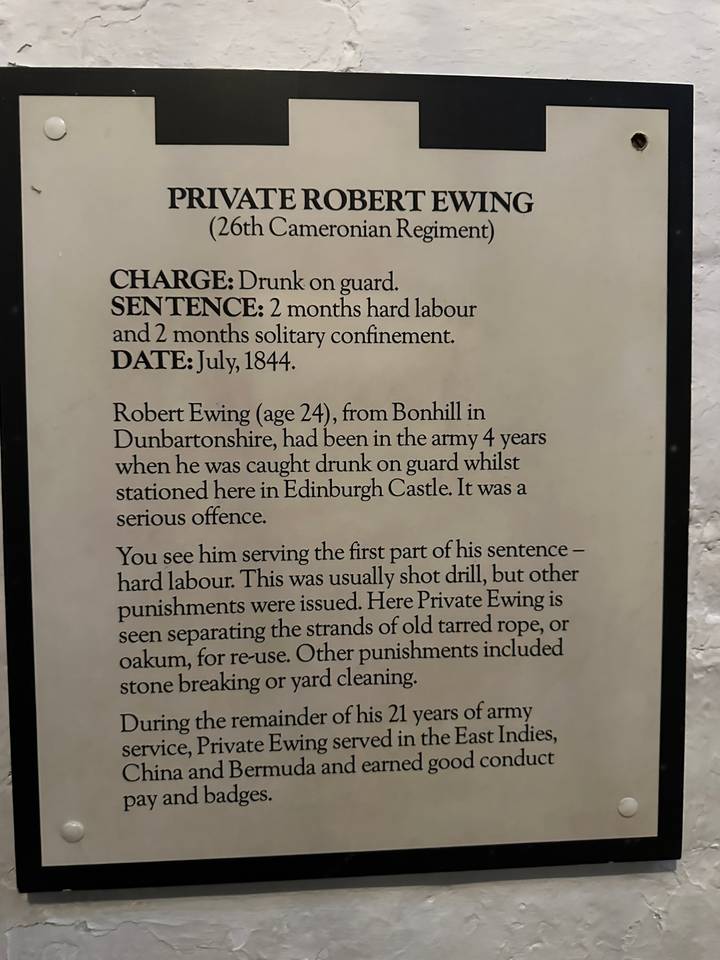 PRIVATE ROBERT EWING
(26th Cameronian Regiment)
CHARGE: Drunk on guard.
SENTENCE: 2 months hard labour
and 2 months solitary confinement.
DATE: July, 1844.
Robert Ewing (age 24), from Bonhill in
Dunbartonshire, had been in the army 4 years
when he was caught drunk on guard whilst
stationed here in Edinburgh Castle. It was a
serious offence.
You see him serving the first part of his sentence –
hard labour. This was usually shot drill, but other
punishments were issued. Here Private Ewing is
seen separating the strands of old tarred rope, or
oakum, for re-use. Other punishments included
stone breaking or yard cleaning.
During the remainder of his 21 years of army
service, Private Ewing served in the East Indies,
China and Bermuda and earned good conduct
pay and badges.